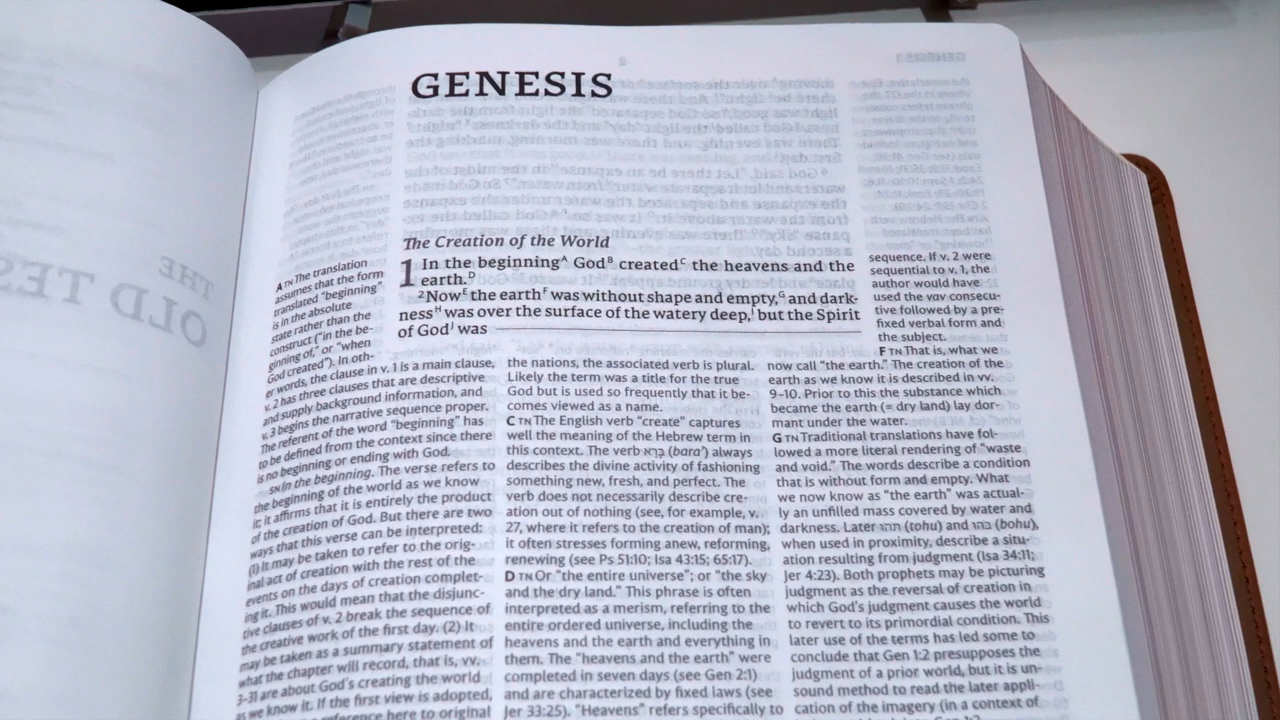 GENESIS
The Creation of the World
1 In the beginningᴬ Godᴮ createdᶜ the heavens and the
earth.ᴰ
²Nowᴱ the earthF was without shape and empty,ᴳ and dark-
nessᴴ was over the surface of the watery deep,ᴵ but the Spirit
of Godᴶ was
A TN The translation
assumes that the form
translated "beginning"
is in the absolute
state rather than the
construct ("in the be-
ginning of," or "when
God created"). In oth-
er words, the clause in v. 1 is a main clause,
v. 2 has three clauses that are descriptive
and supply background information, and
v. 3 begins the narrative sequence proper.
The referent of the word "beginning" has
to be defined from the context since there
is no beginning or ending with God.
SN In the beginning. The verse refers to
the beginning of the world as we know
it; it affirms that it is entirely the product
of the creation of God. But there are two
ways that this verse can be interpreted:
(1) It may be taken to refer to the orig-
inal act of creation with the rest of the
events on the days of creation complet-
ing it. This would mean that the disjunc-
tive clauses of v. 2 break the sequence of
the creative work of the first day. (2) It
may be taken as a summary statement of
what the chapter will record, that is, vv.
3–31 are about God's creating the world
as we know it. If the first view is adopted,
reference here to original
the nations, the associated verb is plural.
Likely the term was a title for the true
God but is used so frequently that it be-
comes viewed as a name.
C TN The English verb "create" captures
well the meaning of the Hebrew term in
this context. The verb בָּרָא (bara') always
describes the divine activity of fashioning
something new, fresh, and perfect. The
verb does not necessarily describe cre-
ation out of nothing (see, for example, v.
27, where it refers to the creation of man);
it often stresses forming anew, reforming,
renewing (see Ps 51:10; Isa 43:15; 65:17).
D TN Or "the entire universe"; or "the sky
and the dry land." This phrase is often
interpreted as a merism, referring to the
entire ordered universe, including the
heavens and the earth and everything in
them. The "heavens and the earth" were
completed in seven days (see Gen 2:1)
and are characterized by fixed laws (see
Jer 33:25). "Heavens" refers specifically to
sequence. If v. 2 were
sequential to v. 1, the
author would have
used the vav consecu-
tive followed by a pre-
fixed verbal form and
the subject.
F TN That is, what we
now call "the earth." The creation of the
earth as we know it is described in vv.
9–10. Prior to this the substance which
became the earth (= dry land) lay dor-
mant under the water.
G TN Traditional translations have fol-
lowed a more literal rendering of "waste
and void." The words describe a condition
that is without form and empty. What
we now know as "the earth" was actual-
ly an unfilled mass covered by water and
darkness. Later תהו (tohu) and בהו (bohu),
when used in proximity, describe a situ-
ation resulting from judgment (Isa 34:11;
Jer 4:23). Both prophets may be picturing
judgment as the reversal of creation in
which God's judgment causes the world
to revert to its primordial condition. This
later use of the terms has led some to
conclude that Gen 1:2 presupposes the
judgment of a prior world, but it is un-
sound method to read the later appli-
cation of the imagery (in a context of